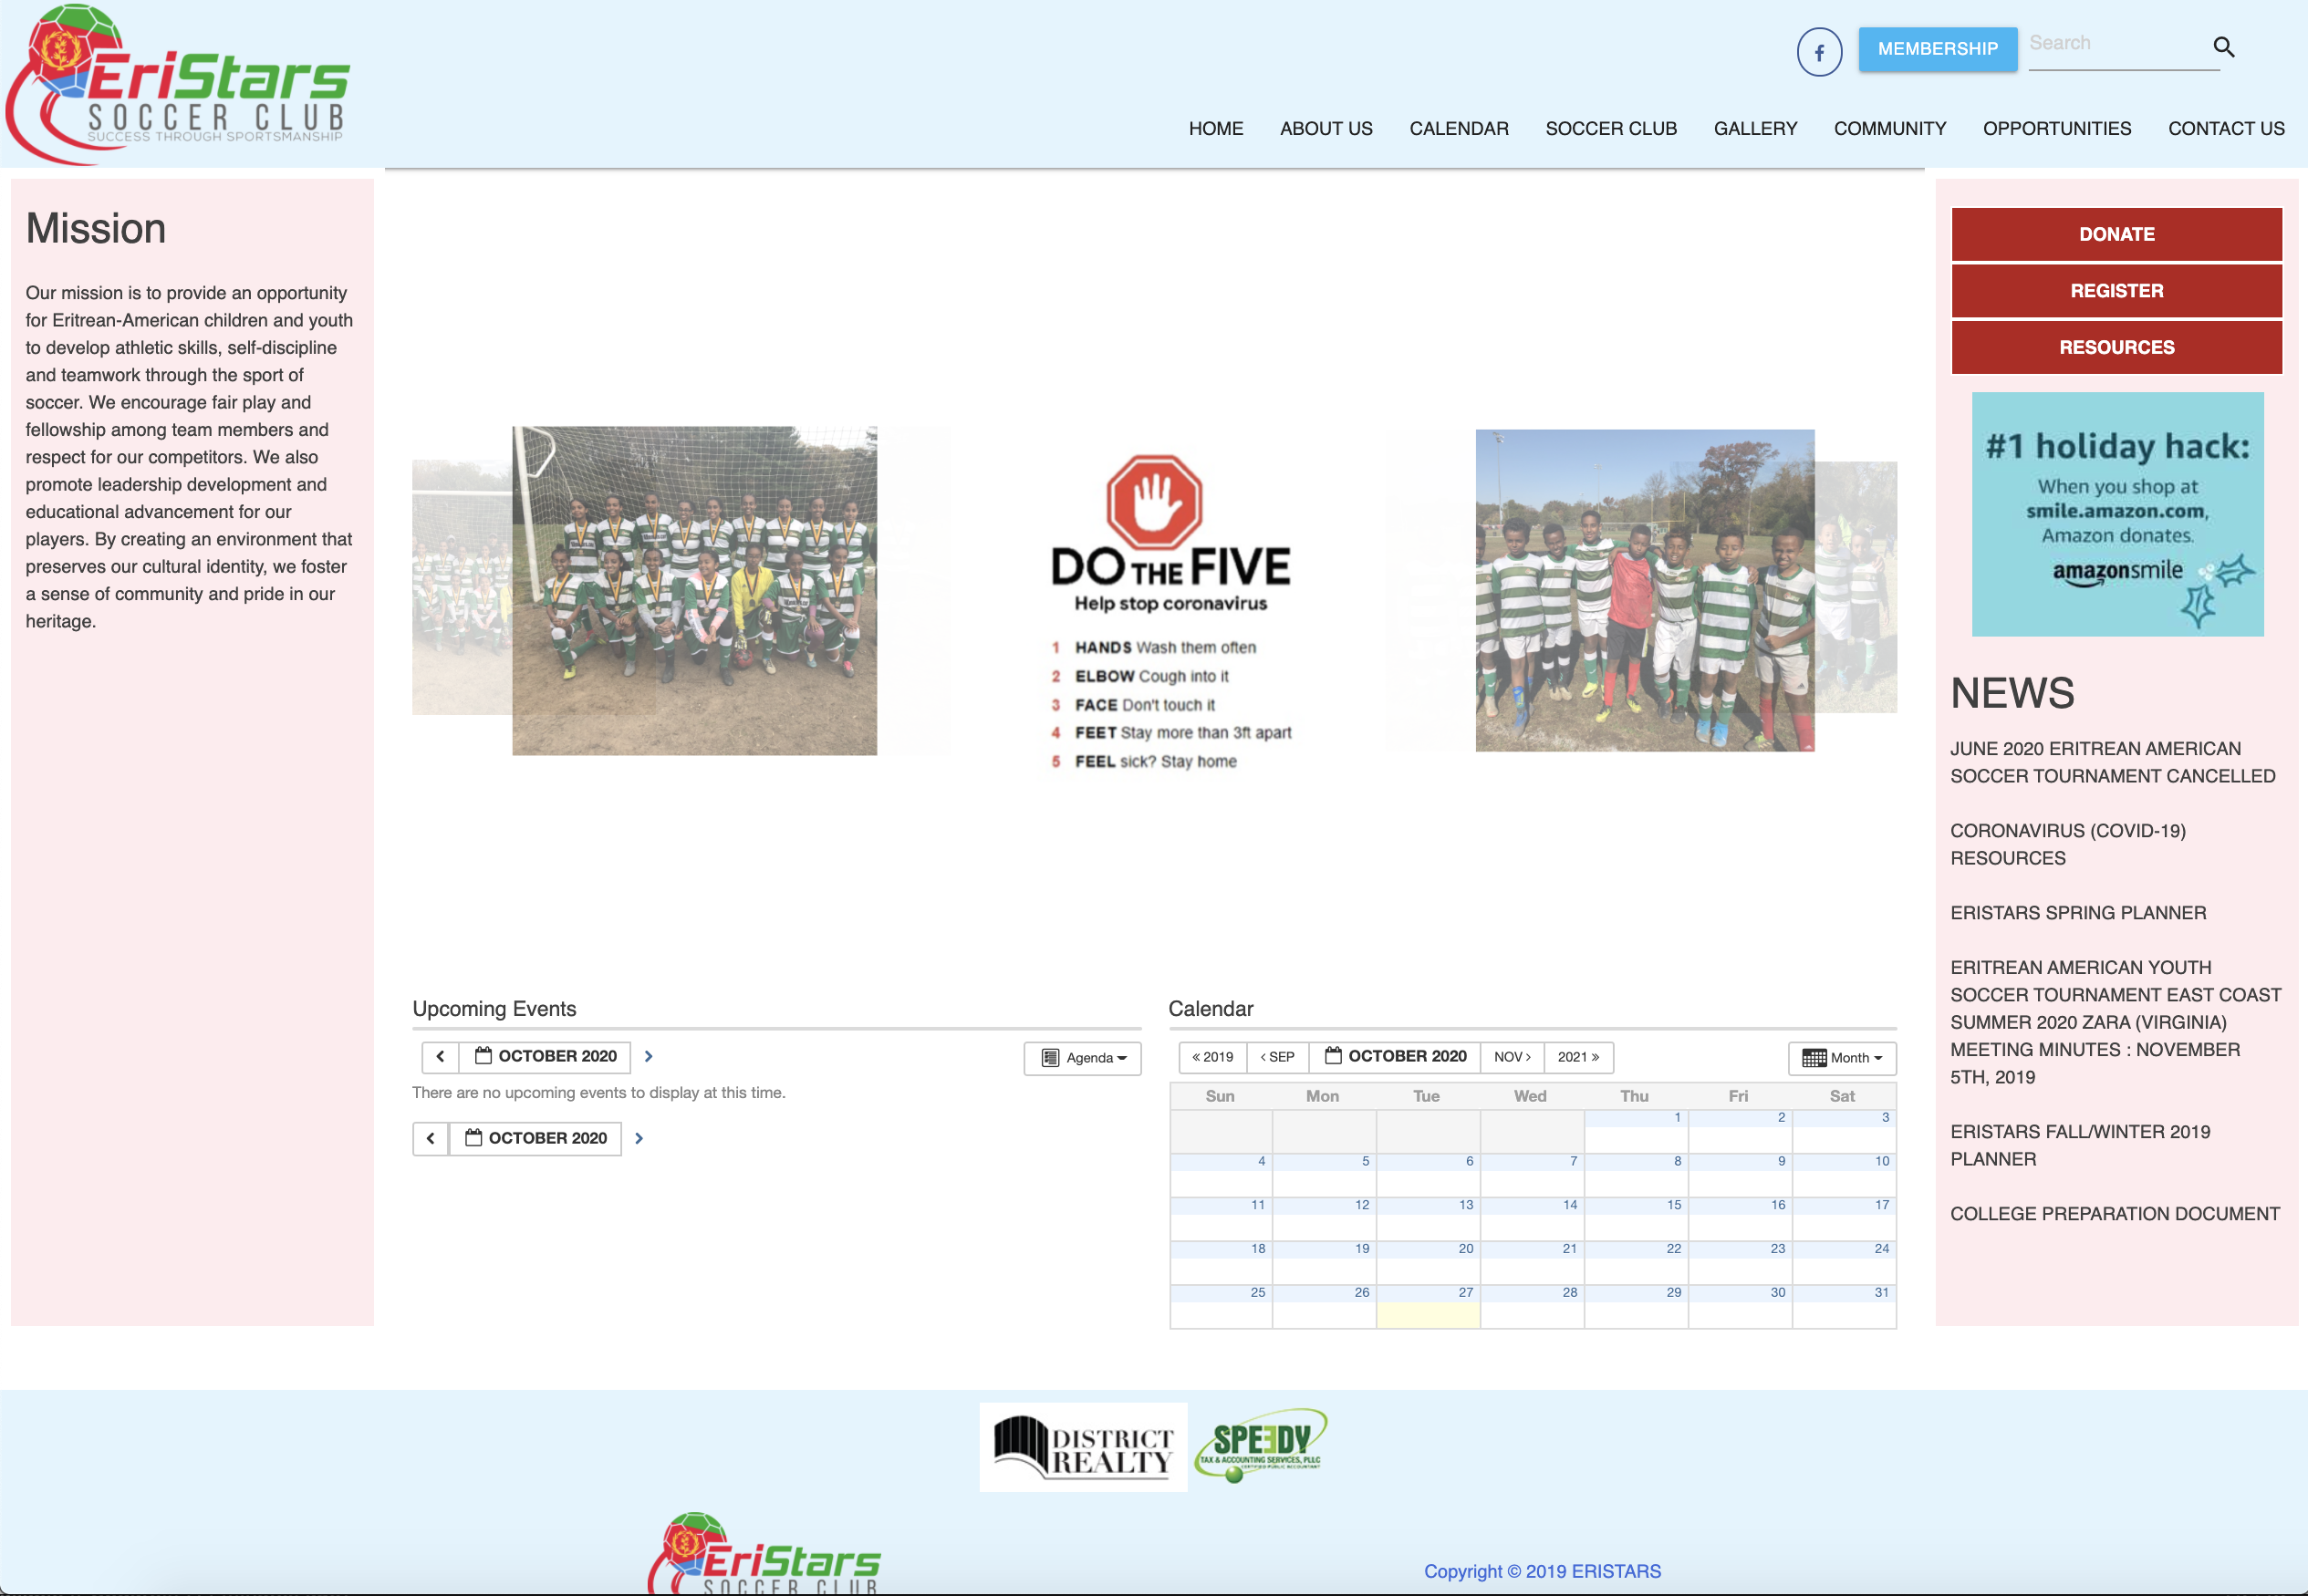 EriStars
SOCCER CLUB
SUCCESS THROUGH SPORTSMANSHIP
MEMBERSHIP
Search
HOME
ABOUT US
CALENDAR
SOCCER CLUB
GALLERY
COMMUNITY
OPPORTUNITIES
CONTACT US
Mission
Our mission is to provide an opportunity
for Eritrean-American children and youth
to develop athletic skills, self-discipline
and teamwork through the sport of
soccer. We encourage fair play and
fellowship among team members and
respect for our competitors. We also
promote leadership development and
educational advancement for our
players. By creating an environment that
preserves our cultural identity, we foster
a sense of community and pride in our
heritage.
DO THE FIVE
Help stop coronavirus
1 HANDS Wash them often
2 ELBOW Cough into it
3 FACE Don't touch it
4 FEET Stay more than 3ft apart
5 FEEL sick? Stay home
DONATE
REGISTER
RESOURCES
#1 holiday hack:
When you shop at
smile.amazon.com,
Amazon donates.
amazonsmile
NEWS
JUNE 2020 ERITREAN AMERICAN
SOCCER TOURNAMENT CANCELLED
CORONAVIRUS (COVID-19)
RESOURCES
ERISTARS SPRING PLANNER
ERITREAN AMERICAN YOUTH
SOCCER TOURNAMENT EAST COAST
SUMMER 2020 ZARA (VIRGINIA)
MEETING MINUTES : NOVEMBER
5TH, 2019
ERISTARS FALL/WINTER 2019
PLANNER
COLLEGE PREPARATION DOCUMENT
Upcoming Events
OCTOBER 2020
Agenda
There are no upcoming events to display at this time.
OCTOBER 2020
Calendar
« 2019 ‹ SEP OCTOBER 2020 NOV › 2021 »
Month
Sun Mon Tue Wed Thu Fri Sat
1 2 3
4 5 6 7 8 9 10
11 12 13 14 15 16 17
18 19 20 21 22 23 24
25 26 27 28 29 30 31
DISTRICT
REALTY
SPEEDY
TAX & ACCOUNTING SERVICES, PLLC
CERTIFIED PUBLIC ACCOUNTANT
EriStars
SOCCER CLUB
Copyright © 2019 ERISTARS